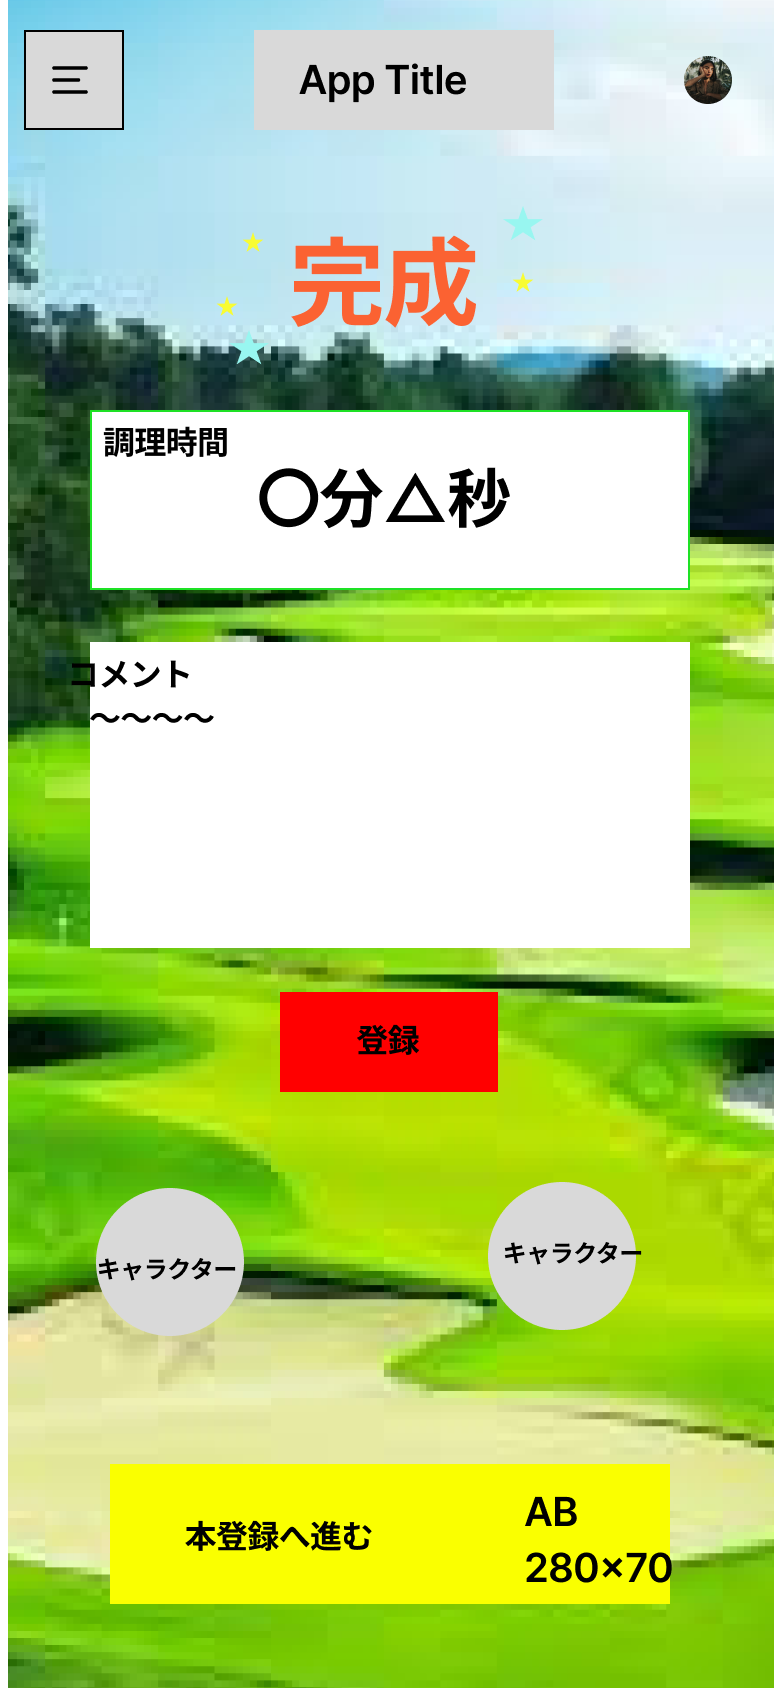 App Title
完成
調理時間
〇分△秒
コメント
〜〜〜〜
登録
キャラクター
キャラクター
本登録へ進む
AB
280×70